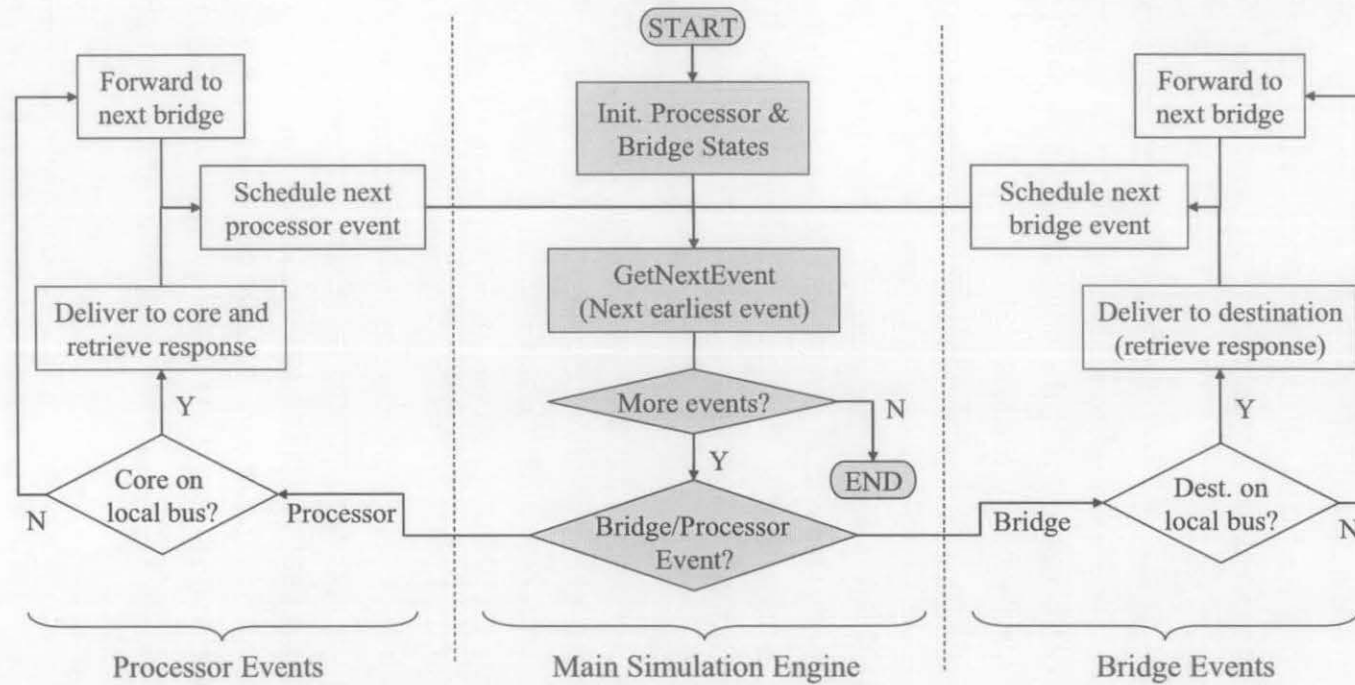 START
Forward to
next bridge
Init. Processor &
Bridge States
Forward to
next bridge
Schedule next
processor event
Schedule next
bridge event
GetNextEvent
(Next earliest event)
Deliver to core and
retrieve response
Deliver to destination
(retrieve response)
More events?
N
Y
Y
Y
END
Core on
local bus?
N
Processor
Bridge/Processor
Event?
Bridge
Dest. on
local bus?
N
Processor Events
Main Simulation Engine
Bridge Events